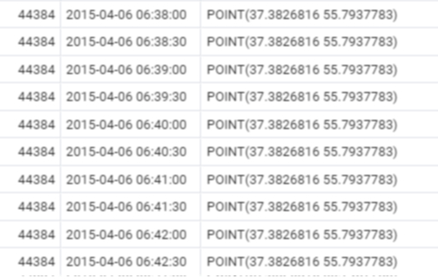 44384 2015-04-06 06:38:00 POINT(37.3826816 55.7937783)
44384 2015-04-06 06:38:30 POINT(37.3826816 55.7937783)
44384 2015-04-06 06:39:00 POINT(37.3826816 55.7937783)
44384 2015-04-06 06:39:30 POINT(37.3826816 55.7937783)
44384 2015-04-06 06:40:00 POINT(37.3826816 55.7937783)
44384 2015-04-06 06:40:30 POINT(37.3826816 55.7937783)
44384 2015-04-06 06:41:00 POINT(37.3826816 55.7937783)
44384 2015-04-06 06:41:30 POINT(37.3826816 55.7937783)
44384 2015-04-06 06:42:00 POINT(37.3826816 55.7937783)
44384 2015-04-06 06:42:30 POINT(37.3826816 55.7937783)